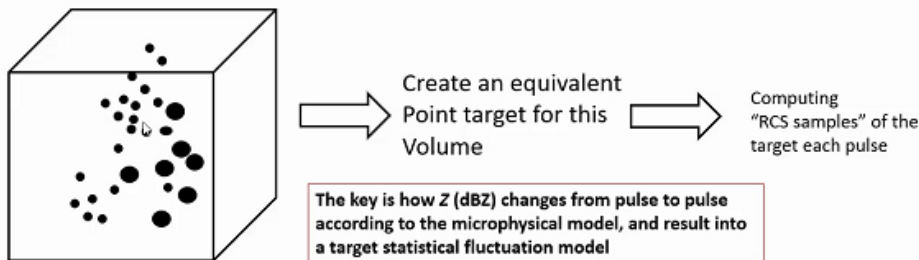 Create an equivalent
Point target for this
Volume
Computing
“RCS samples” of the
target each pulse
The key is how Z (dBZ) changes from pulse to pulse
according to the microphysical model, and result into
a target statistical fluctuation model